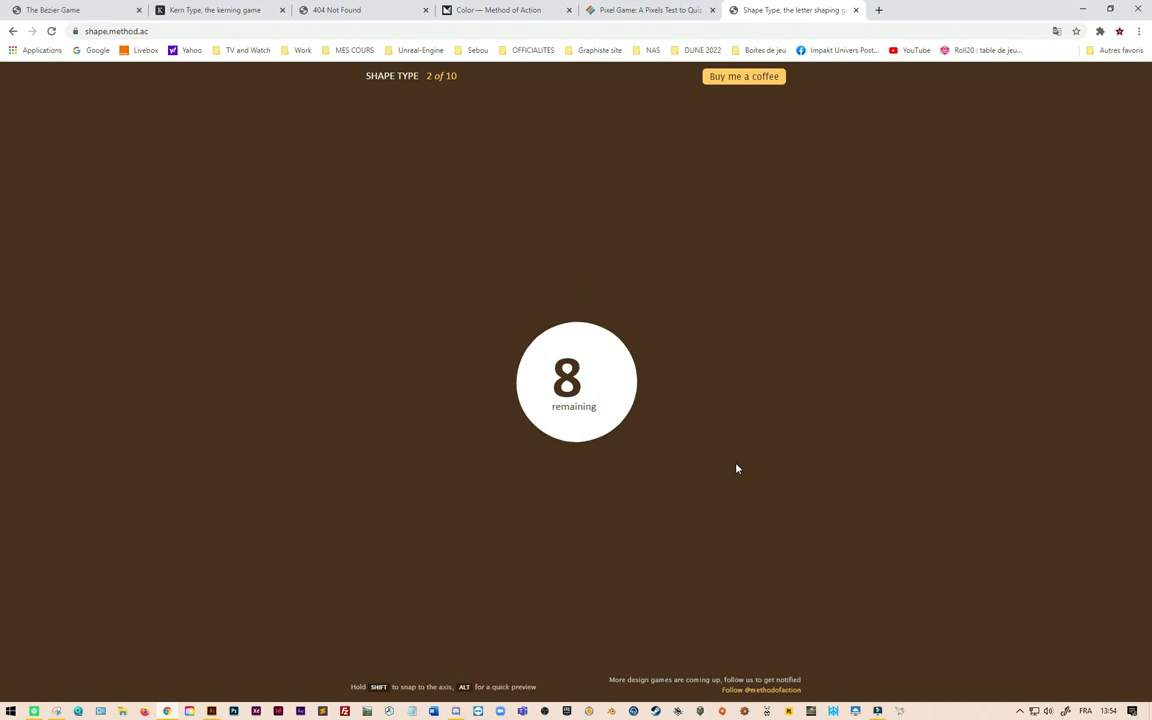 The Bézier Game
Kern Type, the kerning game
404 Not Found
Color — Method of Action
Pixel Game: A Pixels Test to Quiz
Shape Type, the letter shaping g
shape.method.ac
Applications
Google
Livebox
Yahoo
TV and Watch
Work
MES COURS
Unreal-Engine
Sebou
OFFICIALITES
Graphiste site
NAS
DUNE 2022
Boites de jeu
Impakt Univers Post...
YouTube
Roll20 : table de jeu...
Autres favoris
SHAPE TYPE 2 of 10
Buy me a coffee
8
remaining
Hold SHIFT to snap to the axis, ALT for a quick preview
More design games are coming up, follow us to get notified
Follow @methodofaction
FRA
13:54